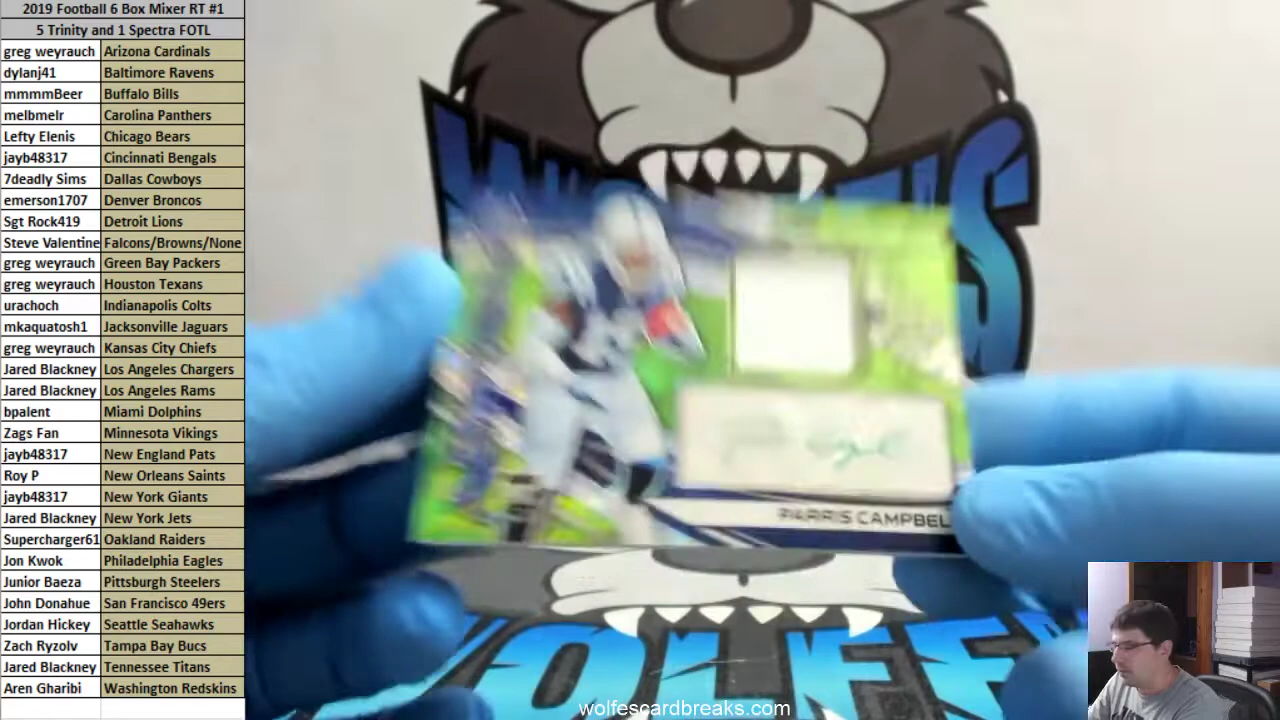 2019 Football 6 Box Mixer RT #1
5 Trinity and 1 Spectra FOTL
greg weyrauch Arizona Cardinals
dylanj41 Baltimore Ravens
mmmmBeer Buffalo Bills
melbmelr Carolina Panthers
Lefty Elenis Chicago Bears
jayb48317 Cincinnati Bengals
7deadly Sims Dallas Cowboys
emerson1707 Denver Broncos
Sgt Rock419 Detroit Lions
Steve Valentine Falcons/Browns/None
greg weyrauch Green Bay Packers
greg weyrauch Houston Texans
urachoch Indianapolis Colts
mkaquatosh1 Jacksonville Jaguars
greg weyrauch Kansas City Chiefs
Jared Blackney Los Angeles Chargers
Jared Blackney Los Angeles Rams
bpalent Miami Dolphins
Zags Fan Minnesota Vikings
jayb48317 New England Pats
Roy P New Orleans Saints
jayb48317 New York Giants
Jared Blackney New York Jets
Supercharger61 Oakland Raiders
Jon Kwok Philadelphia Eagles
Junior Baeza Pittsburgh Steelers
John Donahue San Francisco 49ers
Jordan Hickey Seattle Seahawks
Zach Ryzolv Tampa Bay Bucs
Jared Blackney Tennessee Titans
Aren Gharibi Washington Redskins
PARRIS CAMPBEL
WOLFE
wolfescardbreaks.com